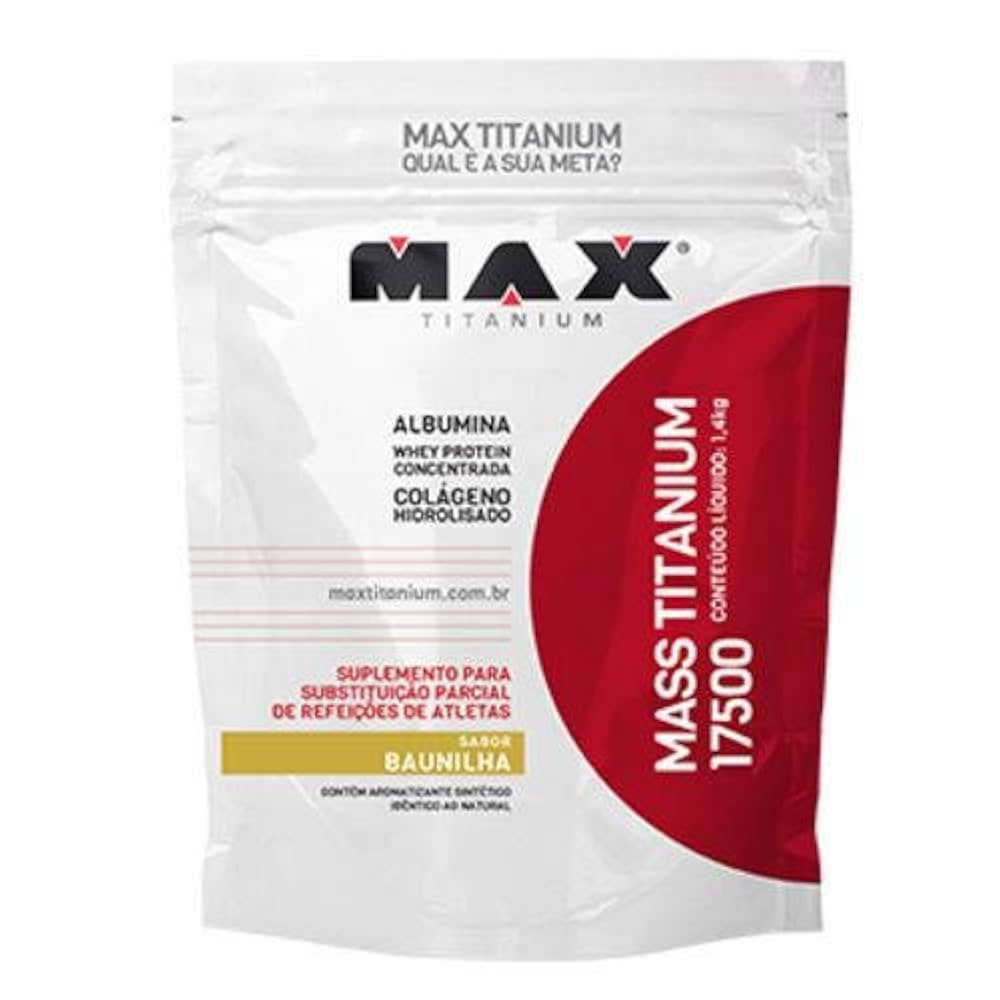 MAX TITANIUM
QUAL É A SUA META?
MAX®
TITANIUM
ALBUMINA
WHEY PROTEIN
CONCENTRADA
COLÁGENO
HIDROLISADO
maxtitanium.com.br
SUPLEMENTO PARA
SUBSTITUIÇÃO PARCIAL
DE REFEIÇÕES DE ATLETAS
SABOR
BAUNILHA
CONTÉM AROMATIZANTE SINTÉTICO
IDÊNTICO AO NATURAL
MASS TITANIUM
17500 CONTEÚDO LÍQUIDO: 1,4kg